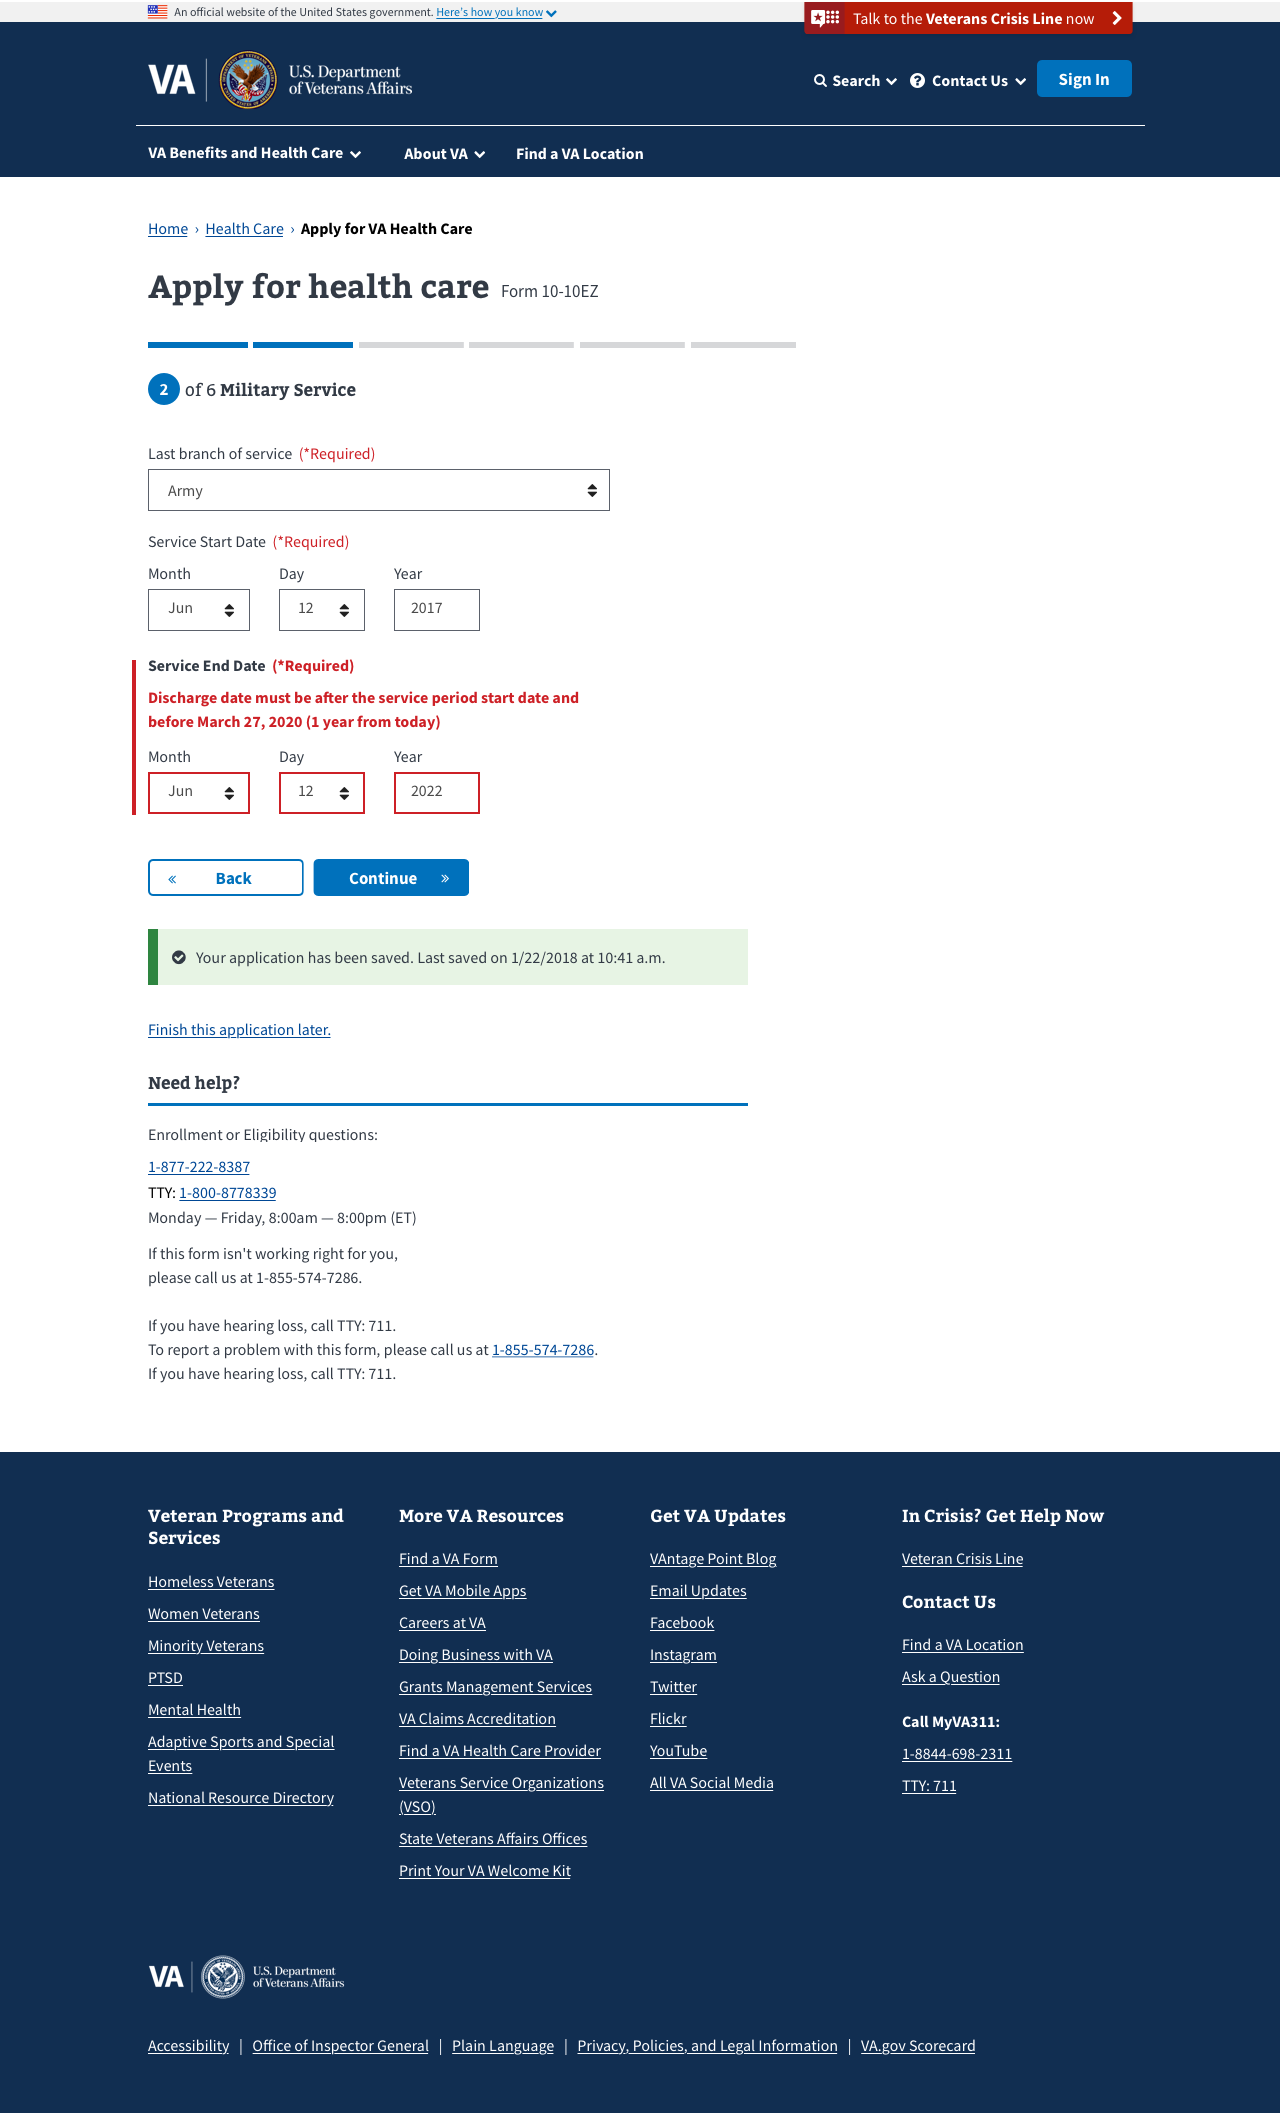 An official website of the United States government. Here's how you know
Talk to the Veterans Crisis Line now
VA
U.S. Department
of Veterans Affairs
Search
Contact Us
Sign In
VA Benefits and Health Care
About VA
Find a VA Location
Home › Health Care › Apply for VA Health Care
Apply for health care Form 10-10EZ
2 of 6 Military Service
Last branch of service (*Required)
Army
Service Start Date (*Required)
Month Day Year
Jun 12 2017
Service End Date (*Required)
Discharge date must be after the service period start date and
before March 27, 2020 (1 year from today)
Month Day Year
Jun 12 2022
« Back
Continue »
Your application has been saved. Last saved on 1/22/2018 at 10:41 a.m.
Finish this application later.
Need help?
Enrollment or Eligibility questions:
1-877-222-8387
TTY: 1-800-8778339
Monday — Friday, 8:00am — 8:00pm (ET)
If this form isn't working right for you,
please call us at 1-855-574-7286.
If you have hearing loss, call TTY: 711.
To report a problem with this form, please call us at 1-855-574-7286.
If you have hearing loss, call TTY: 711.
Veteran Programs and
Services
Homeless Veterans
Women Veterans
Minority Veterans
PTSD
Mental Health
Adaptive Sports and Special
Events
National Resource Directory
More VA Resources
Find a VA Form
Get VA Mobile Apps
Careers at VA
Doing Business with VA
Grants Management Services
VA Claims Accreditation
Find a VA Health Care Provider
Veterans Service Organizations
(VSO)
State Veterans Affairs Offices
Print Your VA Welcome Kit
Get VA Updates
VAntage Point Blog
Email Updates
Facebook
Instagram
Twitter
Flickr
YouTube
All VA Social Media
In Crisis? Get Help Now
Veteran Crisis Line
Contact Us
Find a VA Location
Ask a Question
Call MyVA311:
1-8844-698-2311
TTY: 711
VA
U.S. Department
of Veterans Affairs
Accessibility | Office of Inspector General | Plain Language | Privacy, Policies, and Legal Information | VA.gov Scorecard